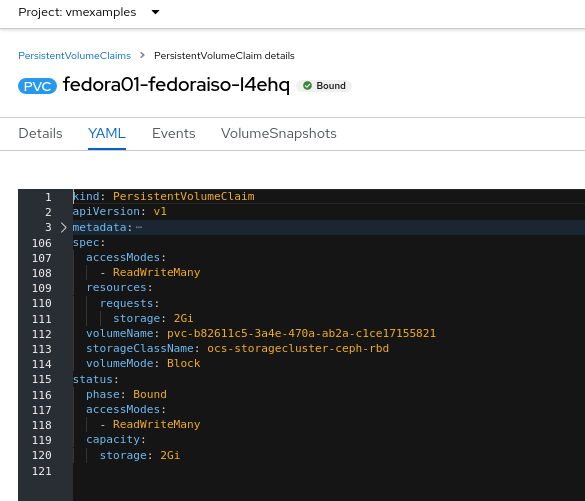 Project: vmexamples
PersistentVolumeClaims > PersistentVolumeClaim details
PVC fedora01-fedoraiso-l4ehq Bound
Details YAML Events VolumeSnapshots
1 kind: PersistentVolumeClaim
2 apiVersion: v1
3 metadata:⋯
106 spec:
107   accessModes:
108     - ReadWriteMany
109   resources:
110     requests:
111       storage: 2Gi
112   volumeName: pvc-b82611c5-3a4e-470a-ab2a-c1ce17155821
113   storageClassName: ocs-storagecluster-ceph-rbd
114   volumeMode: Block
115 status:
116   phase: Bound
117   accessModes:
118     - ReadWriteMany
119   capacity:
120     storage: 2Gi
121